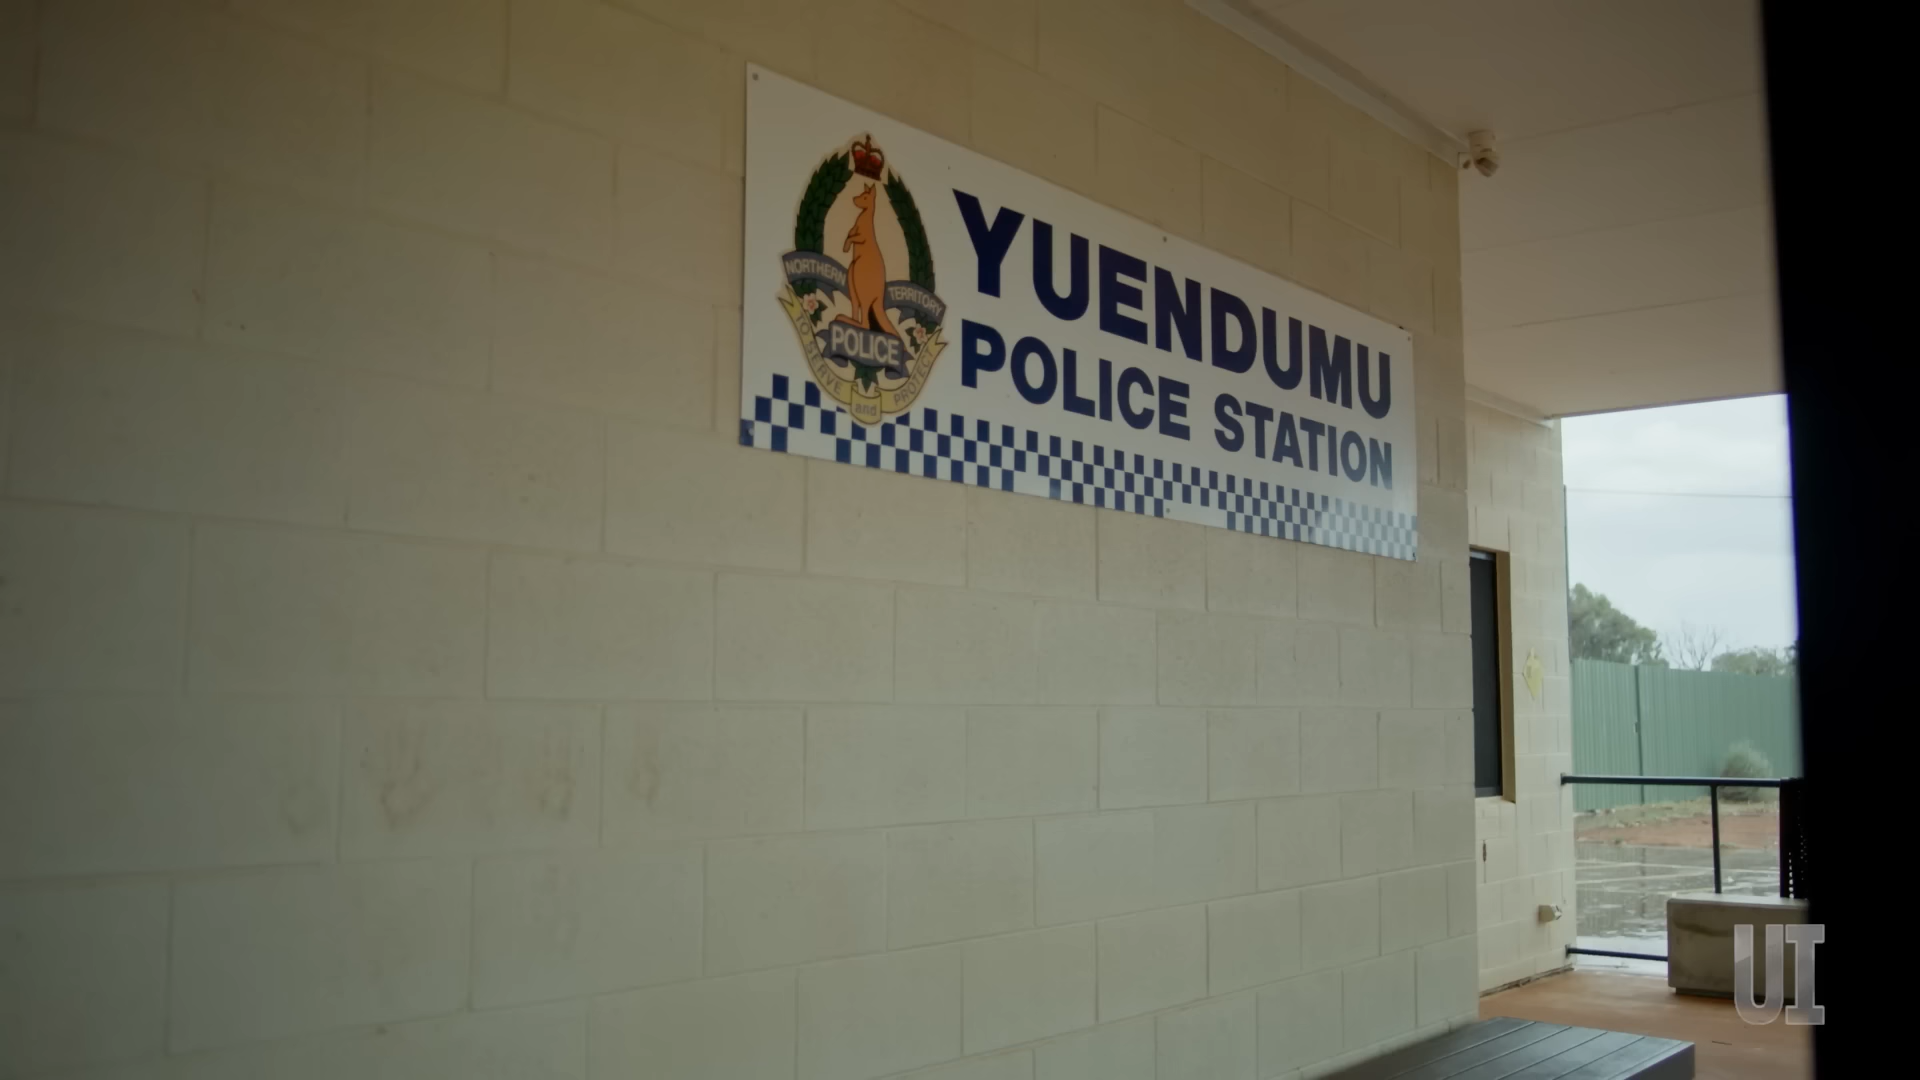 YUENDUMU
POLICE STATION
NORTHERN
TERRITORY
POLICE
TO SERVE and PROTECT
UI